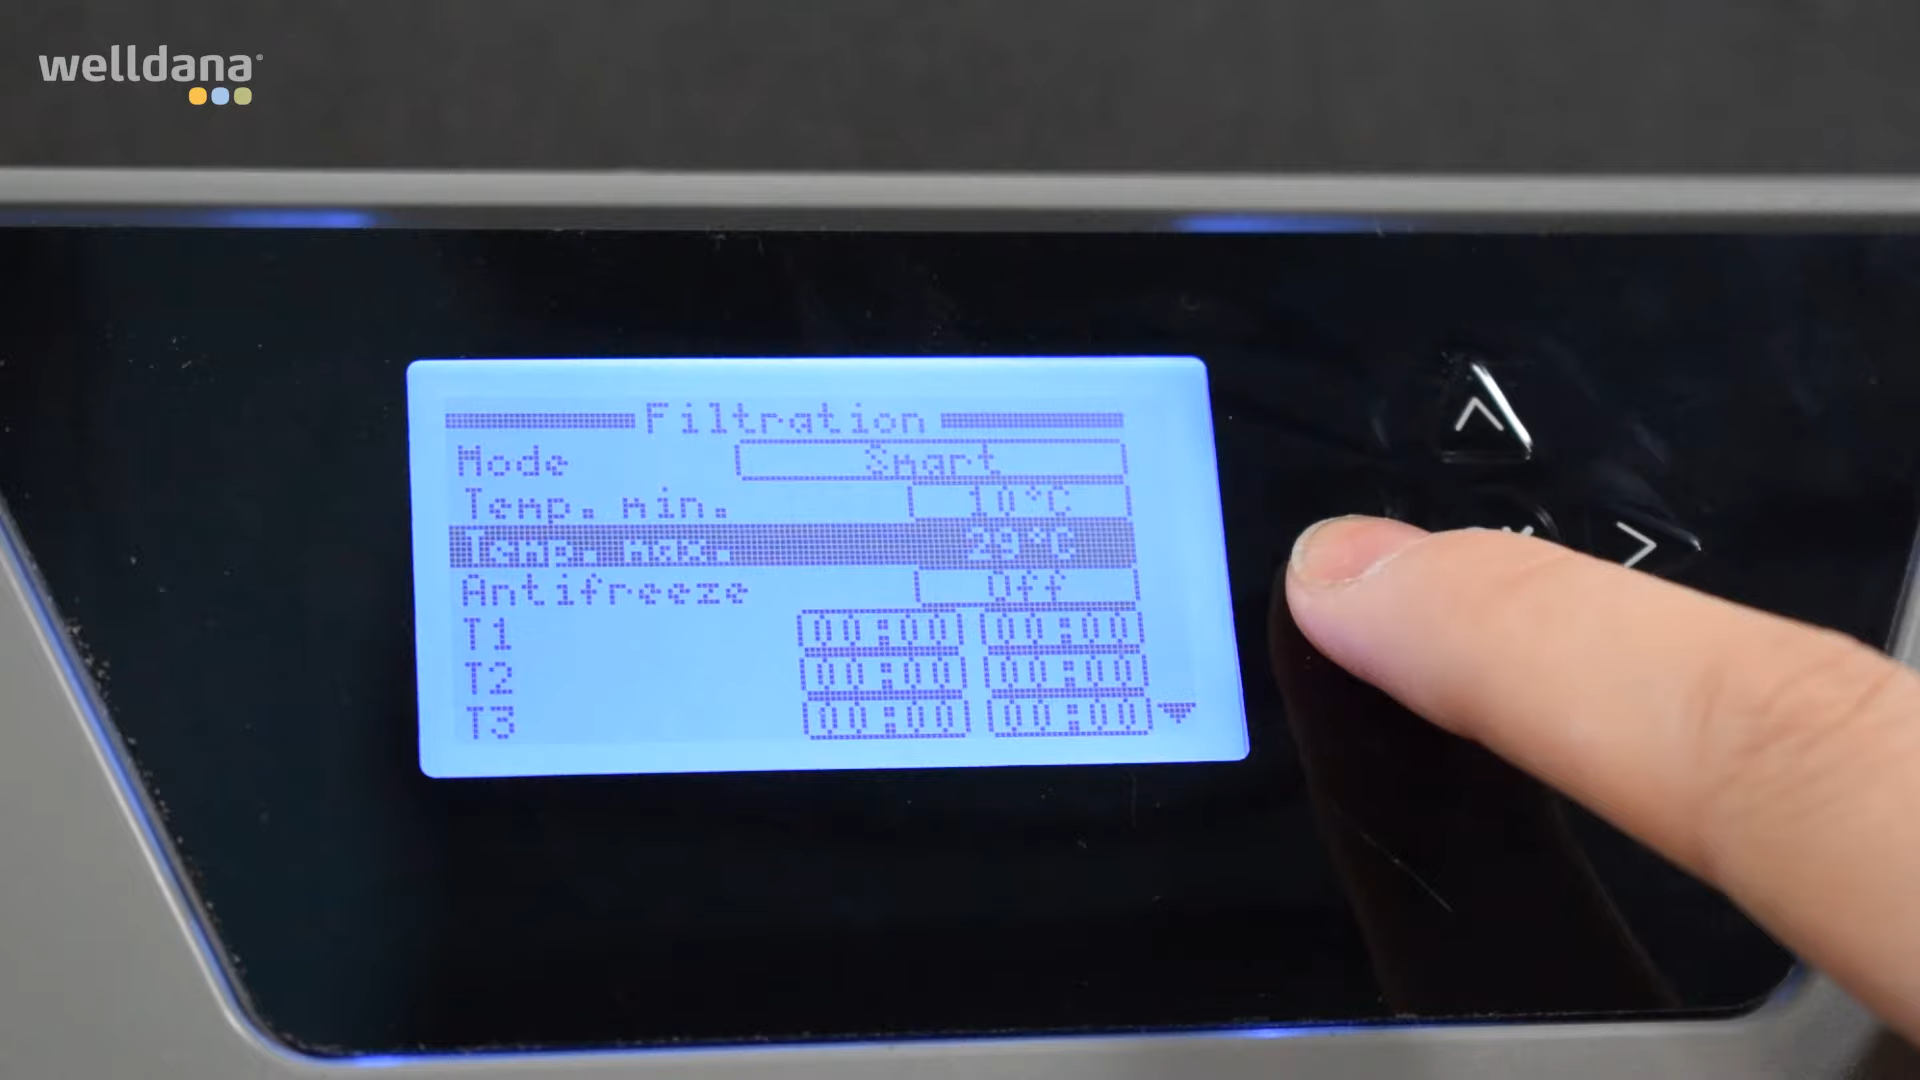 welldana®
Filtration
Mode Smart
Temp. min. 10°C
Temp. max. 29°C
Antifreeze Off
T1 00:00 00:00
T2 00:00 00:00
T3 00:00 00:00